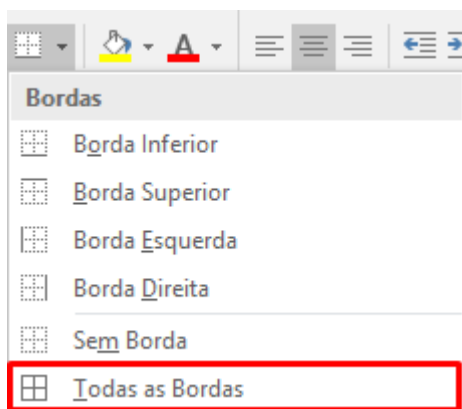 A
Bordas
Borda Inferior
Borda Superior
Borda Esquerda
Borda Direita
Sem Borda
Todas as Bordas